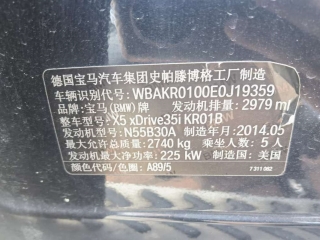 德国宝马汽车集团史帕滕博格工厂制造
车辆识别代号: WBAKR0100E0J19359
品牌: 宝马(BMW)牌 发动机排量: 2979 ml
整车型号: X5 xDrive35i KR01B
发动机型号: N55B30A 制造年月: 2014.05
最大允许总质量: 2740 kg 乘坐人数: 5 人
发动机最大净功率: 225 kW 制造国: 美国
颜色代码/色圈: A89/5 7 311 062